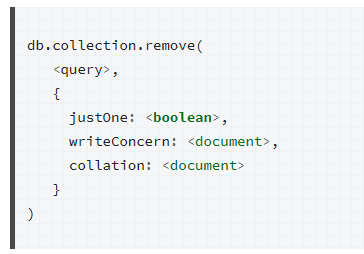 db.collection.remove(
   <query>,
   {
     justOne: <boolean>,
     writeConcern: <document>,
     collation: <document>
   }
)